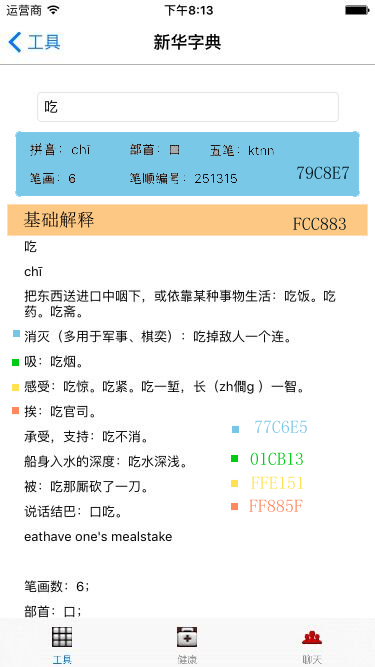 运营商 下午8:13
工具 新华字典
吃
拼音：chī 部首：口 五笔：ktnn
笔画：6 笔顺编号：251315 79C8E7
基础解释 FCC883
吃
chī
把东西送进口中咽下，或依靠某种事物生活：吃饭。吃
药。吃斋。
消灭（多用于军事、棋奕）：吃掉敌人一个连。
吸：吃烟。
感受：吃惊。吃紧。吃一堑，长（zh僴g ）一智。
挨：吃官司。
承受，支持：吃不消。
77C6E5
船身入水的深度：吃水深浅。
01CB13
被：吃那厮砍了一刀。
FFE151
说话结巴：口吃。
FF885F
eathave one's mealstake
笔画数：6；
部首：口；
工具 健康 聊天